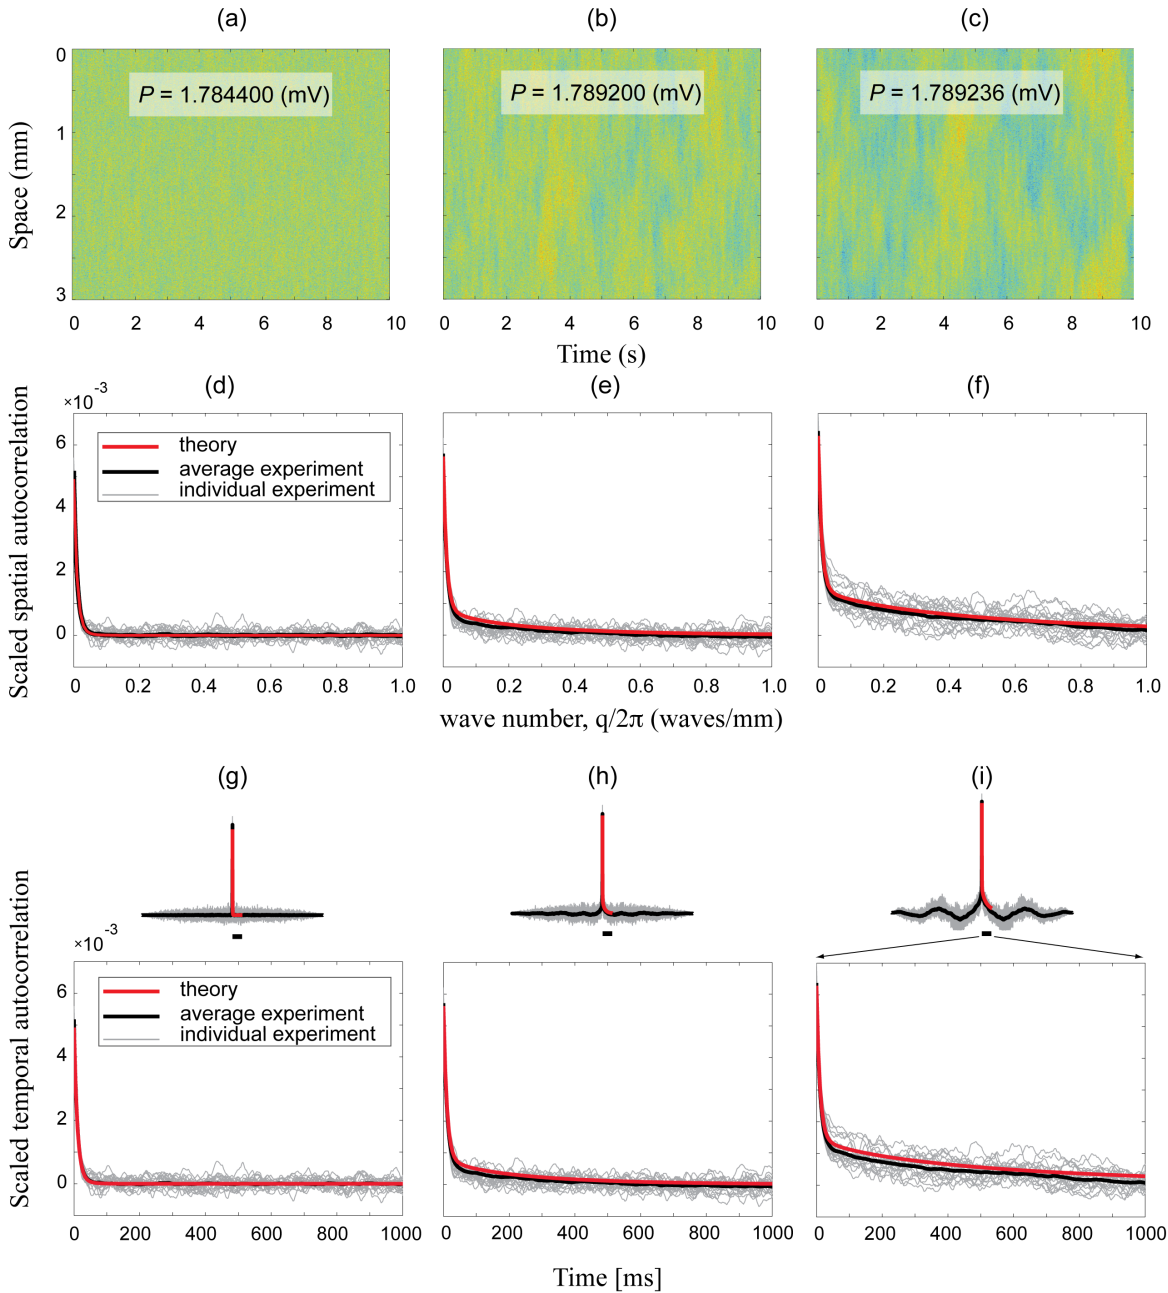 (a) (b) (c)
P = 1.784400 (mV) P = 1.789200 (mV) P = 1.789236 (mV)
Space (mm)
0
1
2
3
0 2 4 6 8 10 0 2 4 6 8 10 0 2 4 6 8 10
Time (s)
(d) (e) (f)
Scaled spatial autocorrelation
×10⁻³
6
4
2
0
theory
average experiment
individual experiment
0 0.2 0.4 0.6 0.8 1.0 0 0.2 0.4 0.6 0.8 1.0 0 0.2 0.4 0.6 0.8 1.0
wave number, q/2π (waves/mm)
(g) (h) (i)
Scaled temporal autocorrelation
×10⁻³
6
4
2
0
theory
average experiment
individual experiment
0 200 400 600 800 1000 0 200 400 600 800 1000 0 200 400 600 800 1000
Time [ms]